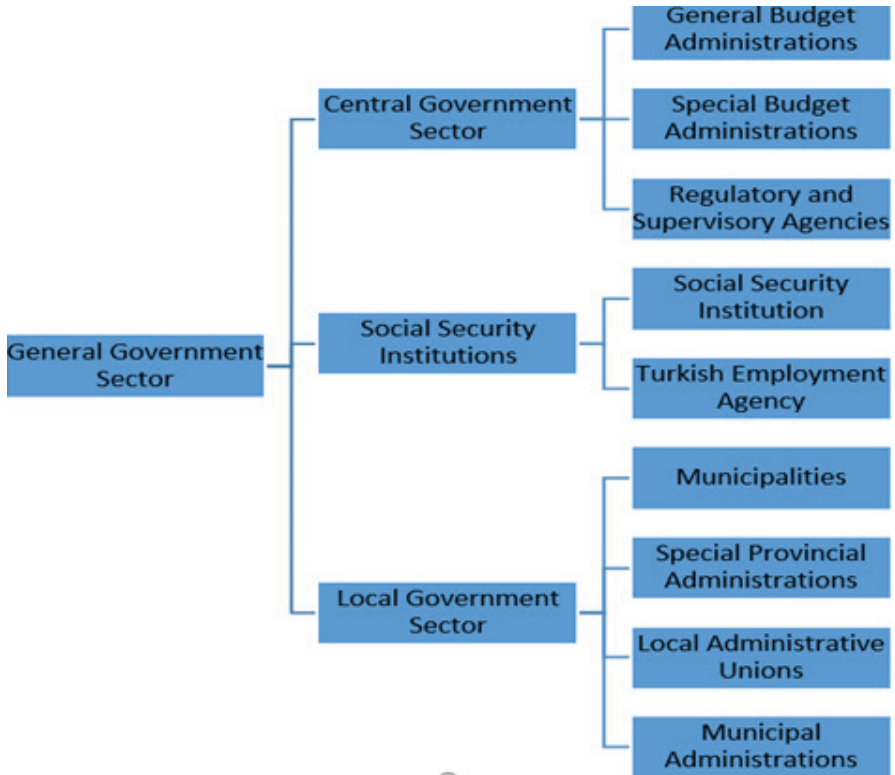 General Budget
Administrations
Central Government
Sector
Special Budget
Administrations
Regulatory and
Supervisory Agencies
General Government
Sector
Social Security
Institutions
Social Security
Institution
Turkish Employment
Agency
Local Government
Sector
Municipalities
Special Provincial
Administrations
Local Administrative
Unions
Municipal
Administrations